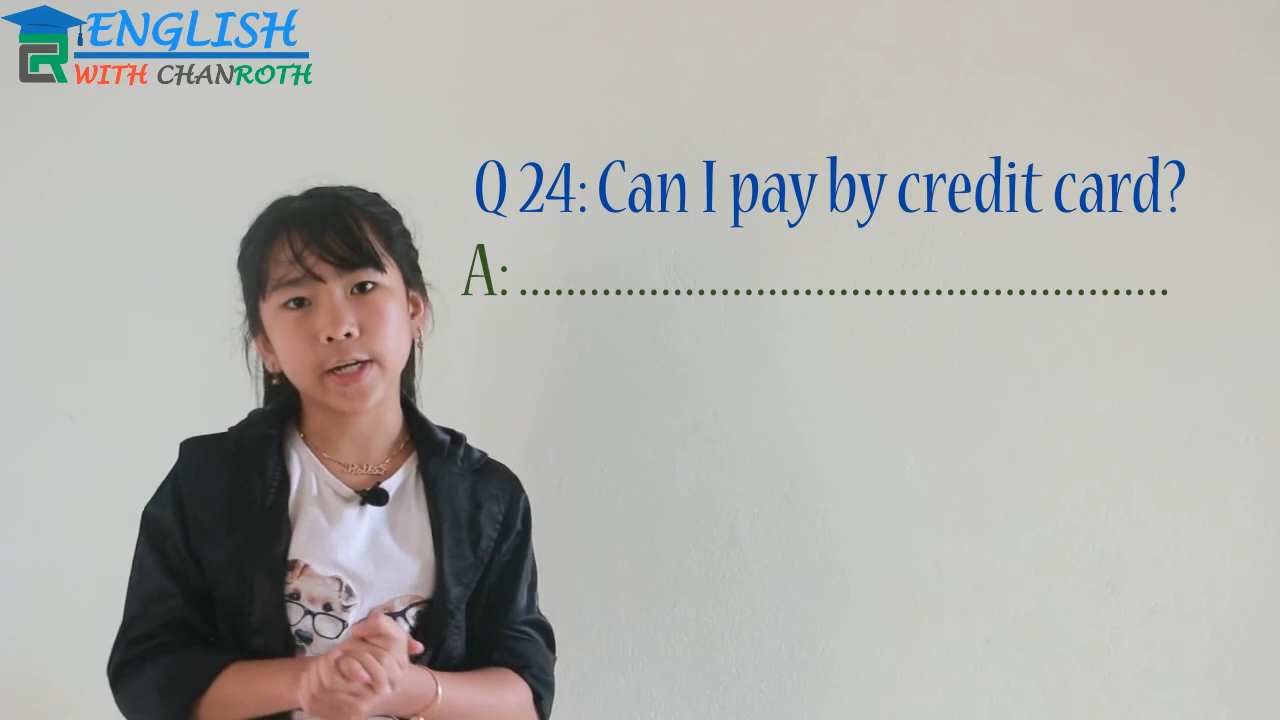 ENGLISH
WITH CHANROTH
Q 24: Can I pay by credit card?
A: .......................................................